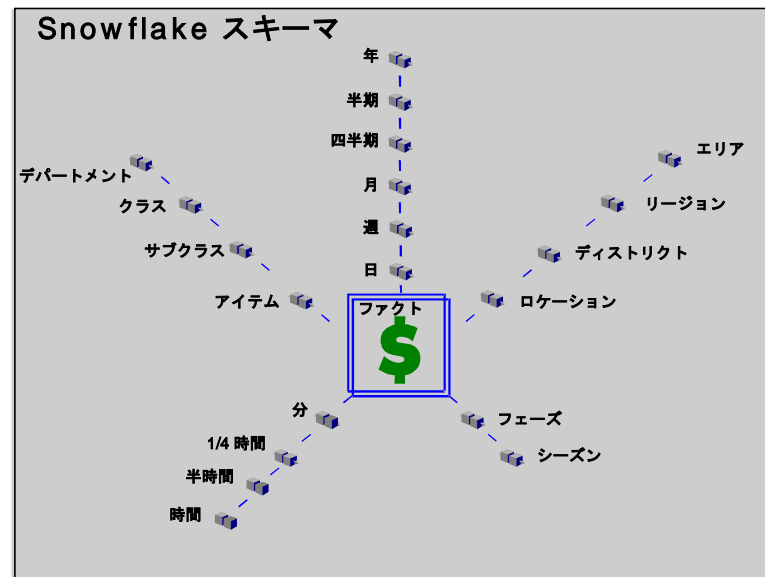 Snowflake スキーマ
年
半期
四半期
月
週
日
デパートメント
クラス
サブクラス
アイテム
エリア
リージョン
ディストリクト
ロケーション
ファクト
$
分
1/4 時間
半時間
時間
フェーズ
シーズン